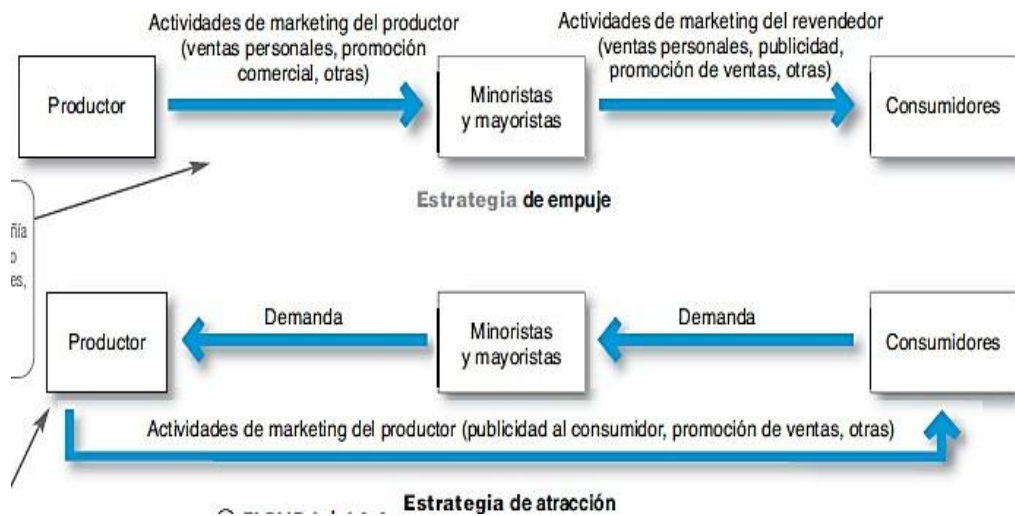 Actividades de marketing del productor
(ventas personales, promoción
comercial, otras)
Actividades de marketing del revendedor
(ventas personales, publicidad,
promoción de ventas, otras)
Productor
Minoristas
y mayoristas
Consumidores
Estrategia de empuje
ñía
o
es,
Productor
Demanda
Minoristas
y mayoristas
Demanda
Consumidores
Actividades de marketing del productor (publicidad al consumidor, promoción de ventas, otras)
Estrategia de atracción